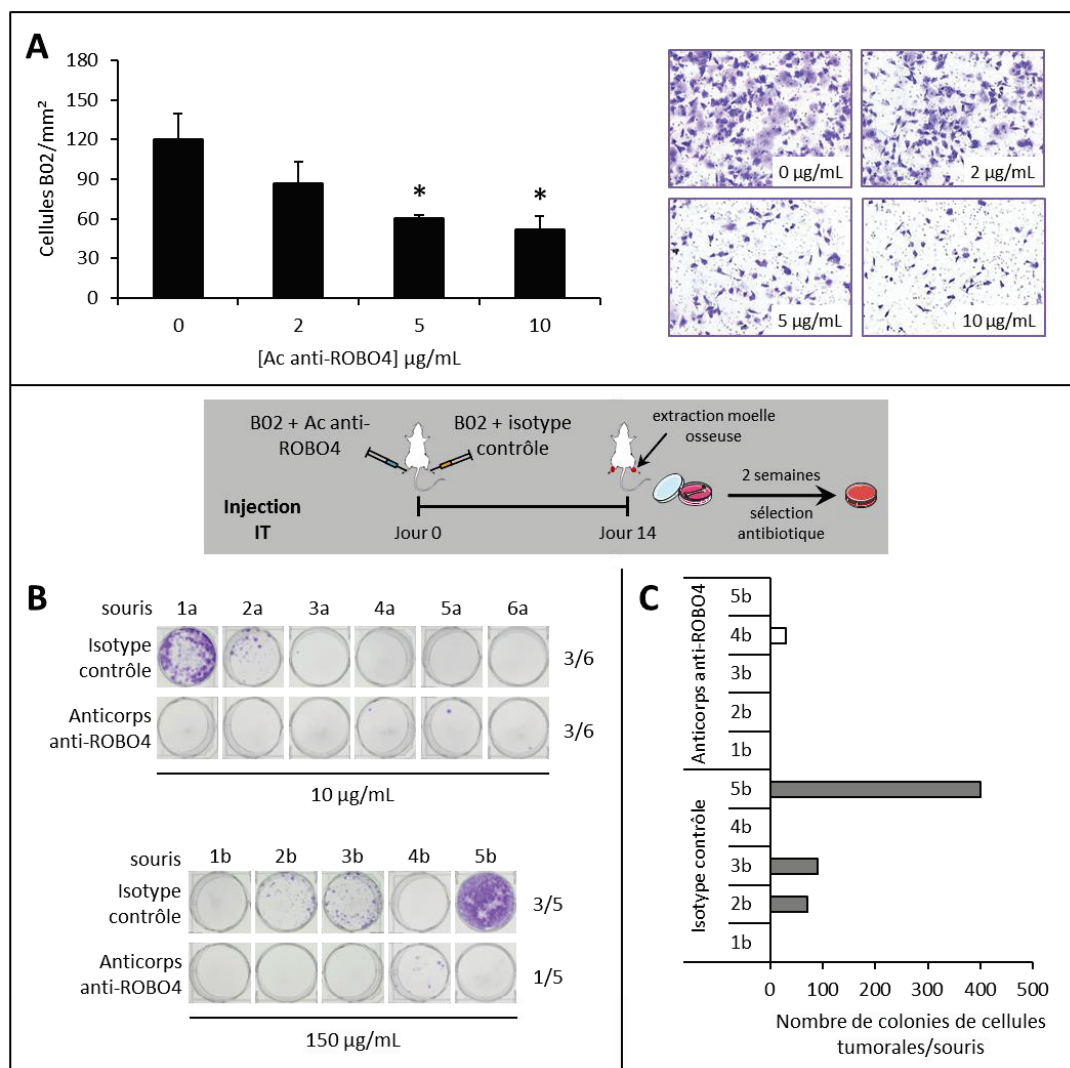 A
180
150
120
90
60
30
0
Cellules B02/mm²
*
*
0
2
5
10
[Ac anti-ROBO4] µg/mL
0 µg/mL
2 µg/mL
5 µg/mL
10 µg/mL
B02 + Ac anti-
ROBO4
B02 + isotype
contrôle
extraction moelle
osseuse
2 semaines
sélection
antibiotique
Injection
IT
Jour 0
Jour 14
B
souris
1a
2a
3a
4a
5a
6a
Isotype
contrôle
3/6
Anticorps
anti-ROBO4
3/6
10 µg/mL
souris
1b
2b
3b
4b
5b
Isotype
contrôle
3/5
Anticorps
anti-ROBO4
1/5
150 µg/mL
C
Anticorps anti-ROBO4
5b
4b
3b
2b
1b
Isotype contrôle
5b
4b
3b
2b
1b
0
100
200
300
400
500
Nombre de colonies de cellules
tumorales/souris